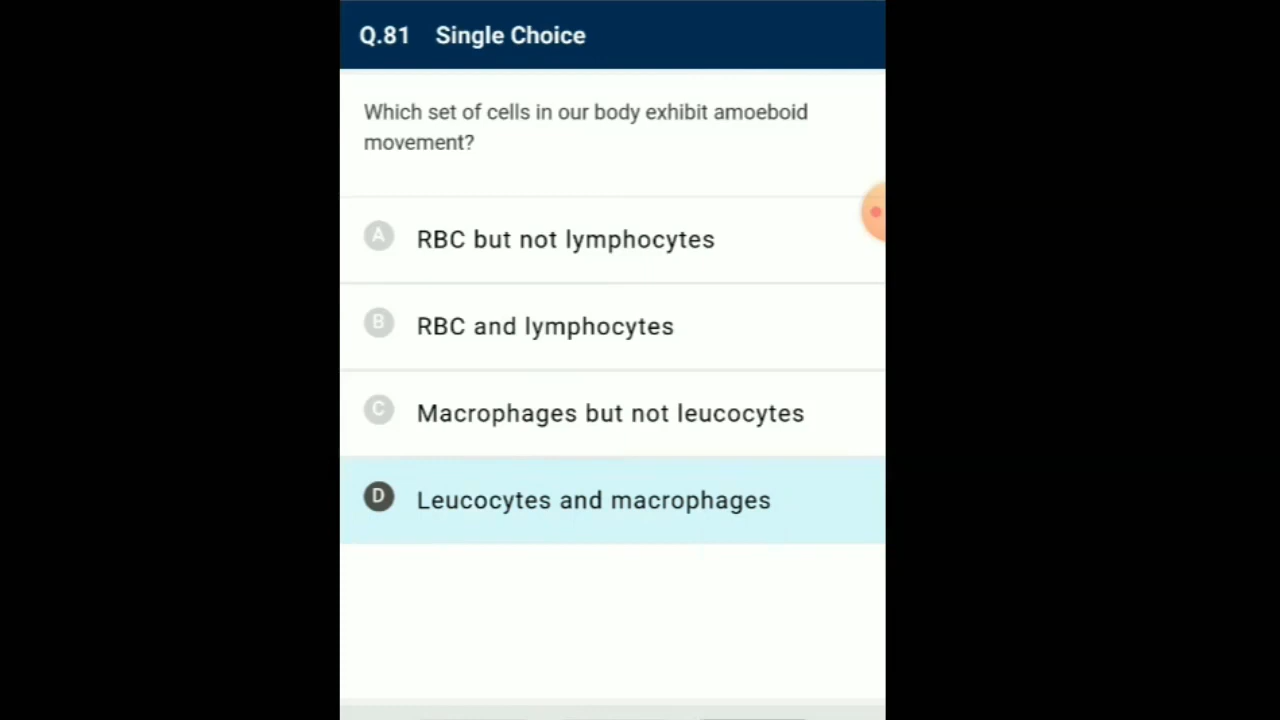 Q.81 Single Choice
Which set of cells in our body exhibit amoeboid
movement?
A RBC but not lymphocytes
B RBC and lymphocytes
C Macrophages but not leucocytes
D Leucocytes and macrophages